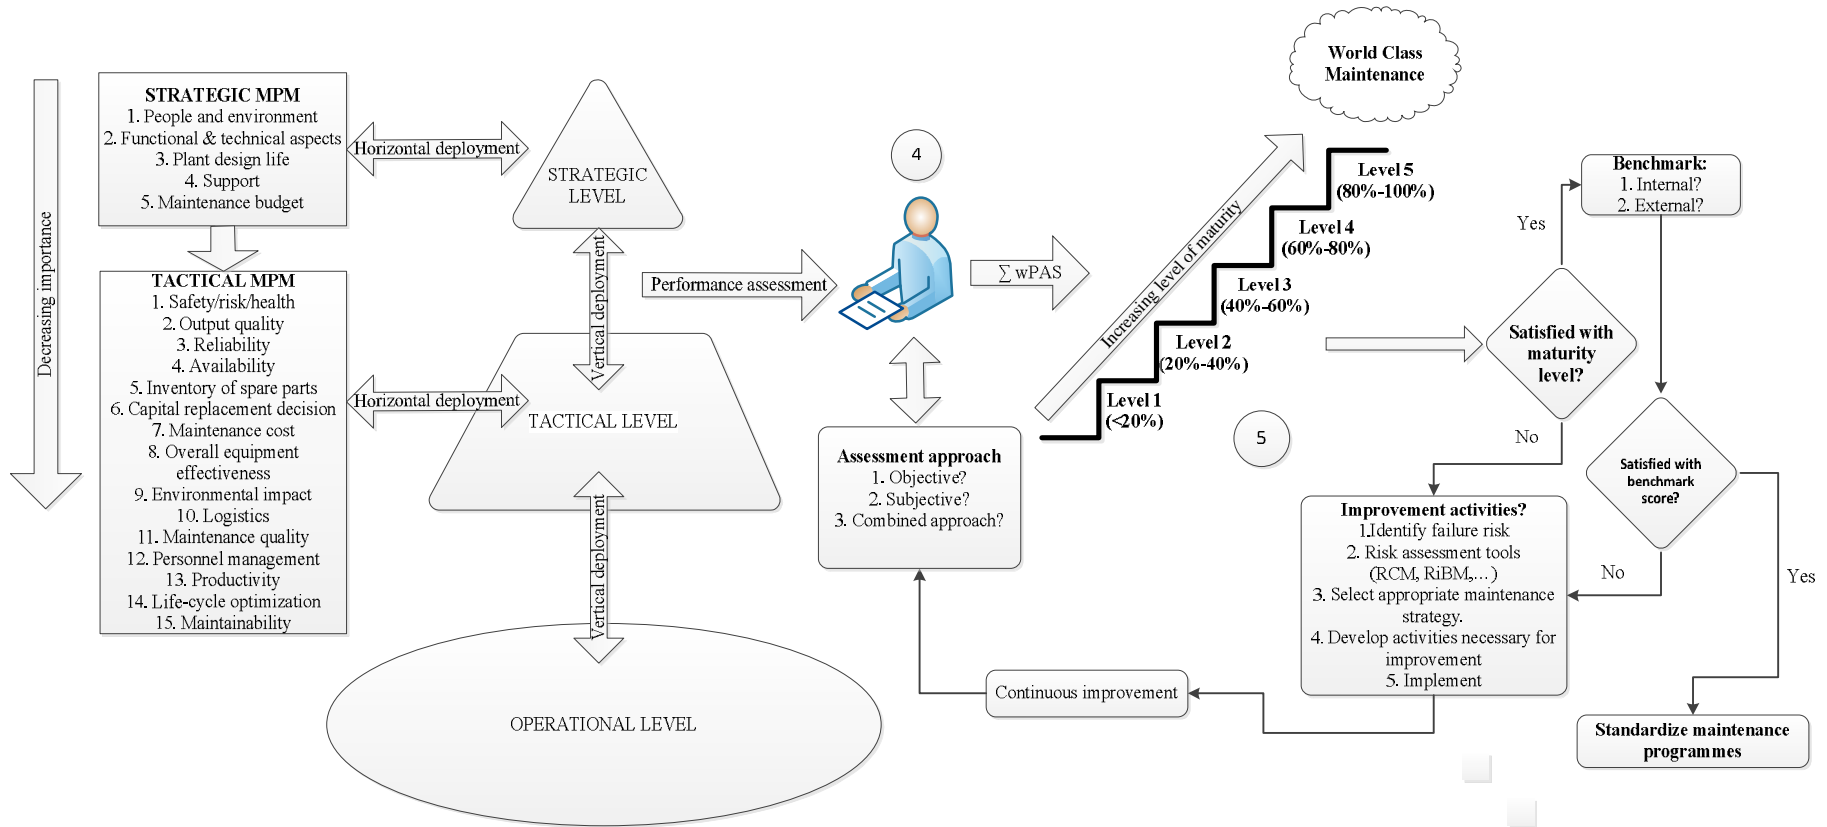 Decreasing importance
STRATEGIC MPM
1. People and environment
2. Functional & technical aspects
3. Plant design life
4. Support
5. Maintenance budget
TACTICAL MPM
1. Safety/risk/health
2. Output quality
3. Reliability
4. Availability
5. Inventory of spare parts
6. Capital replacement decision
7. Maintenance cost
8. Overall equipment
effectiveness
9. Environmental impact
10. Logistics
11. Maintenance quality
12. Personnel management
13. Productivity
14. Life-cycle optimization
15. Maintainability
Horizontal deployment
Horizontal deployment
STRATEGIC
LEVEL
Vertical deployment
TACTICAL LEVEL
Vertical deployment
OPERATIONAL LEVEL
Performance assessment
4
∑ wPAS
Assessment approach
1. Objective?
2. Subjective?
3. Combined approach?
Increasing level of maturity
World Class
Maintenance
Level 5
(80%-100%)
Level 4
(60%-80%)
Level 3
(40%-60%)
Level 2
(20%-40%)
Level 1
(<20%)
5
Satisfied with
maturity
level?
Yes
No
Benchmark:
1. Internal?
2. External?
Satisfied with
benchmark
score?
No
Yes
Improvement activities?
1.Identify failure risk
2. Risk assessment tools
(RCM, RiBM,...)
3. Select appropriate maintenance
strategy.
4. Develop activities necessary for
improvement
5. Implement
Continuous improvement
Standardize maintenance
programmes